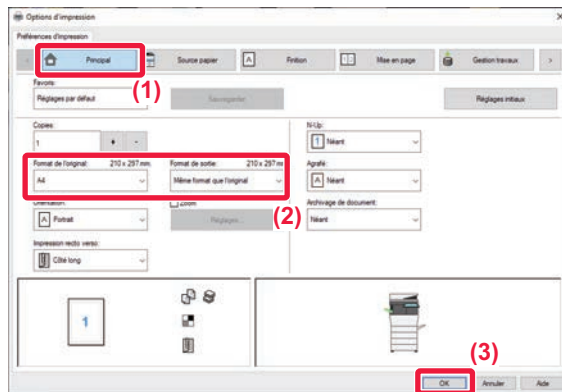 Options d'impression
Préférences d'impression
Principal
Source papier
Finition
Mise en page
Gestion travaux
(1)
Favoris:
Réglages par défaut
Sauvegarder
Réglages initiaux
Copies:
1
+
-
N-Up:
1 Néant
Format de l'original: 210 x 297 mm
Format de sortie: 210 x 297 mm
A4
Même format que l'original
Agrafé:
A Néant
(2)
Orientation:
Zoom
Archivage de document:
A Portrait
Réglages...
Néant
Impression recto verso:
Côté long
1
(3)
OK
Annuler
Aide